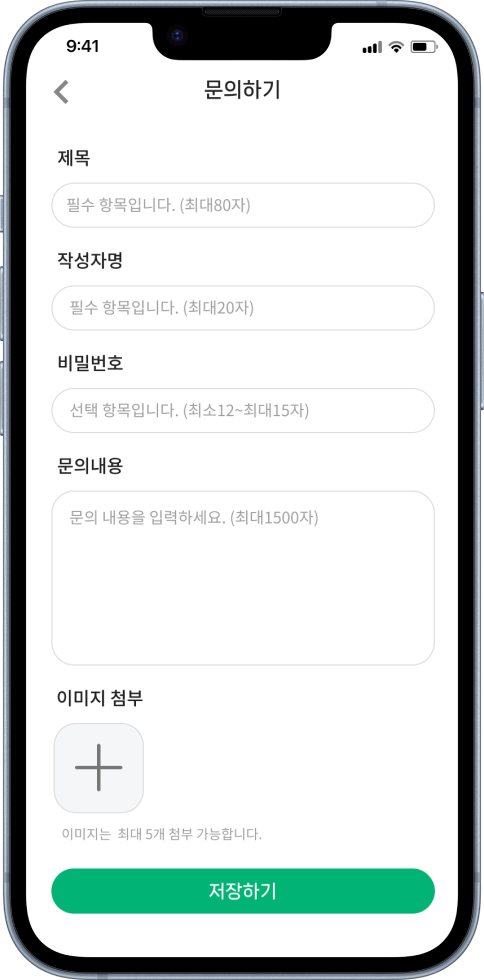 9:41
문의하기
제목
필수 항목입니다. (최대80자)
작성자명
필수 항목입니다. (최대20자)
비밀번호
선택 항목입니다. (최소12~최대15자)
문의내용
문의 내용을 입력하세요. (최대1500자)
이미지 첨부
이미지는 최대 5개 첨부 가능합니다.
저장하기